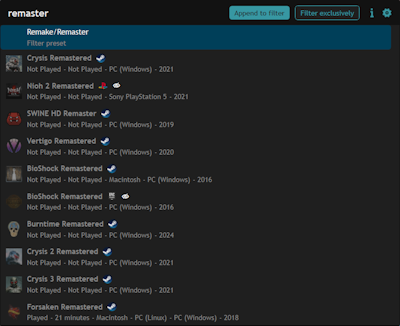 remaster
Append to filter
Filter exclusively
Remake/Remaster
Filter preset
Crysis Remastered
Not Played - Not Played - PC (Windows) - 2021
Nioh 2 Remastered
Not Played - Not Played - Sony PlayStation 5 - 2021
SWINE HD Remaster
Not Played - Not Played - PC (Windows) - 2019
Vertigo Remastered
Not Played - Not Played - PC (Windows) - 2020
BioShock Remastered
Not Played - Not Played - Macintosh - PC (Windows) - 2016
BioShock Remastered
Not Played - Not Played - PC (Windows) - 2016
Burntime Remastered
Not Played - Not Played - PC (Windows) - 2024
Crysis 2 Remastered
Not Played - Not Played - PC (Windows) - 2021
Crysis 3 Remastered
Not Played - Not Played - PC (Windows) - 2021
Forsaken Remastered
Played - 21 minutes - Macintosh - PC (Linux) - PC (Windows) - 2018